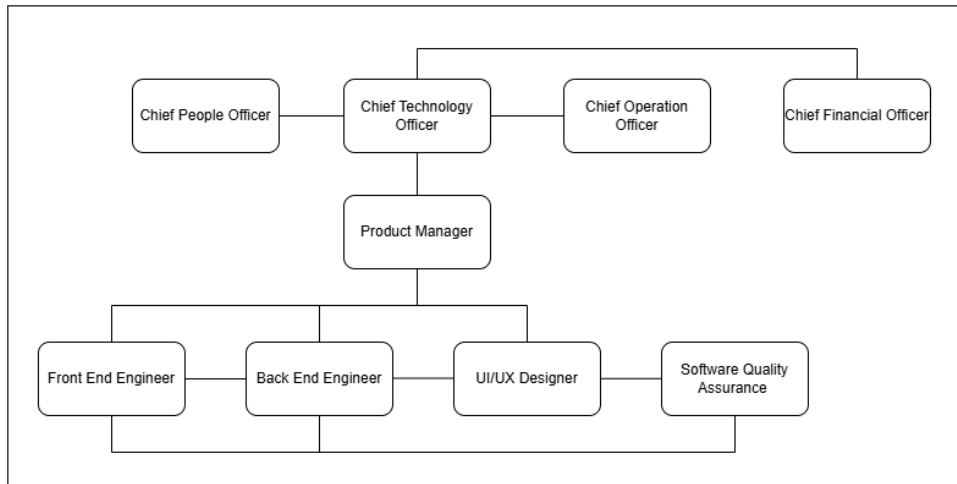 Chief People Officer
Chief Technology
Officer
Chief Operation
Officer
Chief Financial Officer
Product Manager
Front End Engineer
Back End Engineer
UI/UX Designer
Software Quality
Assurance